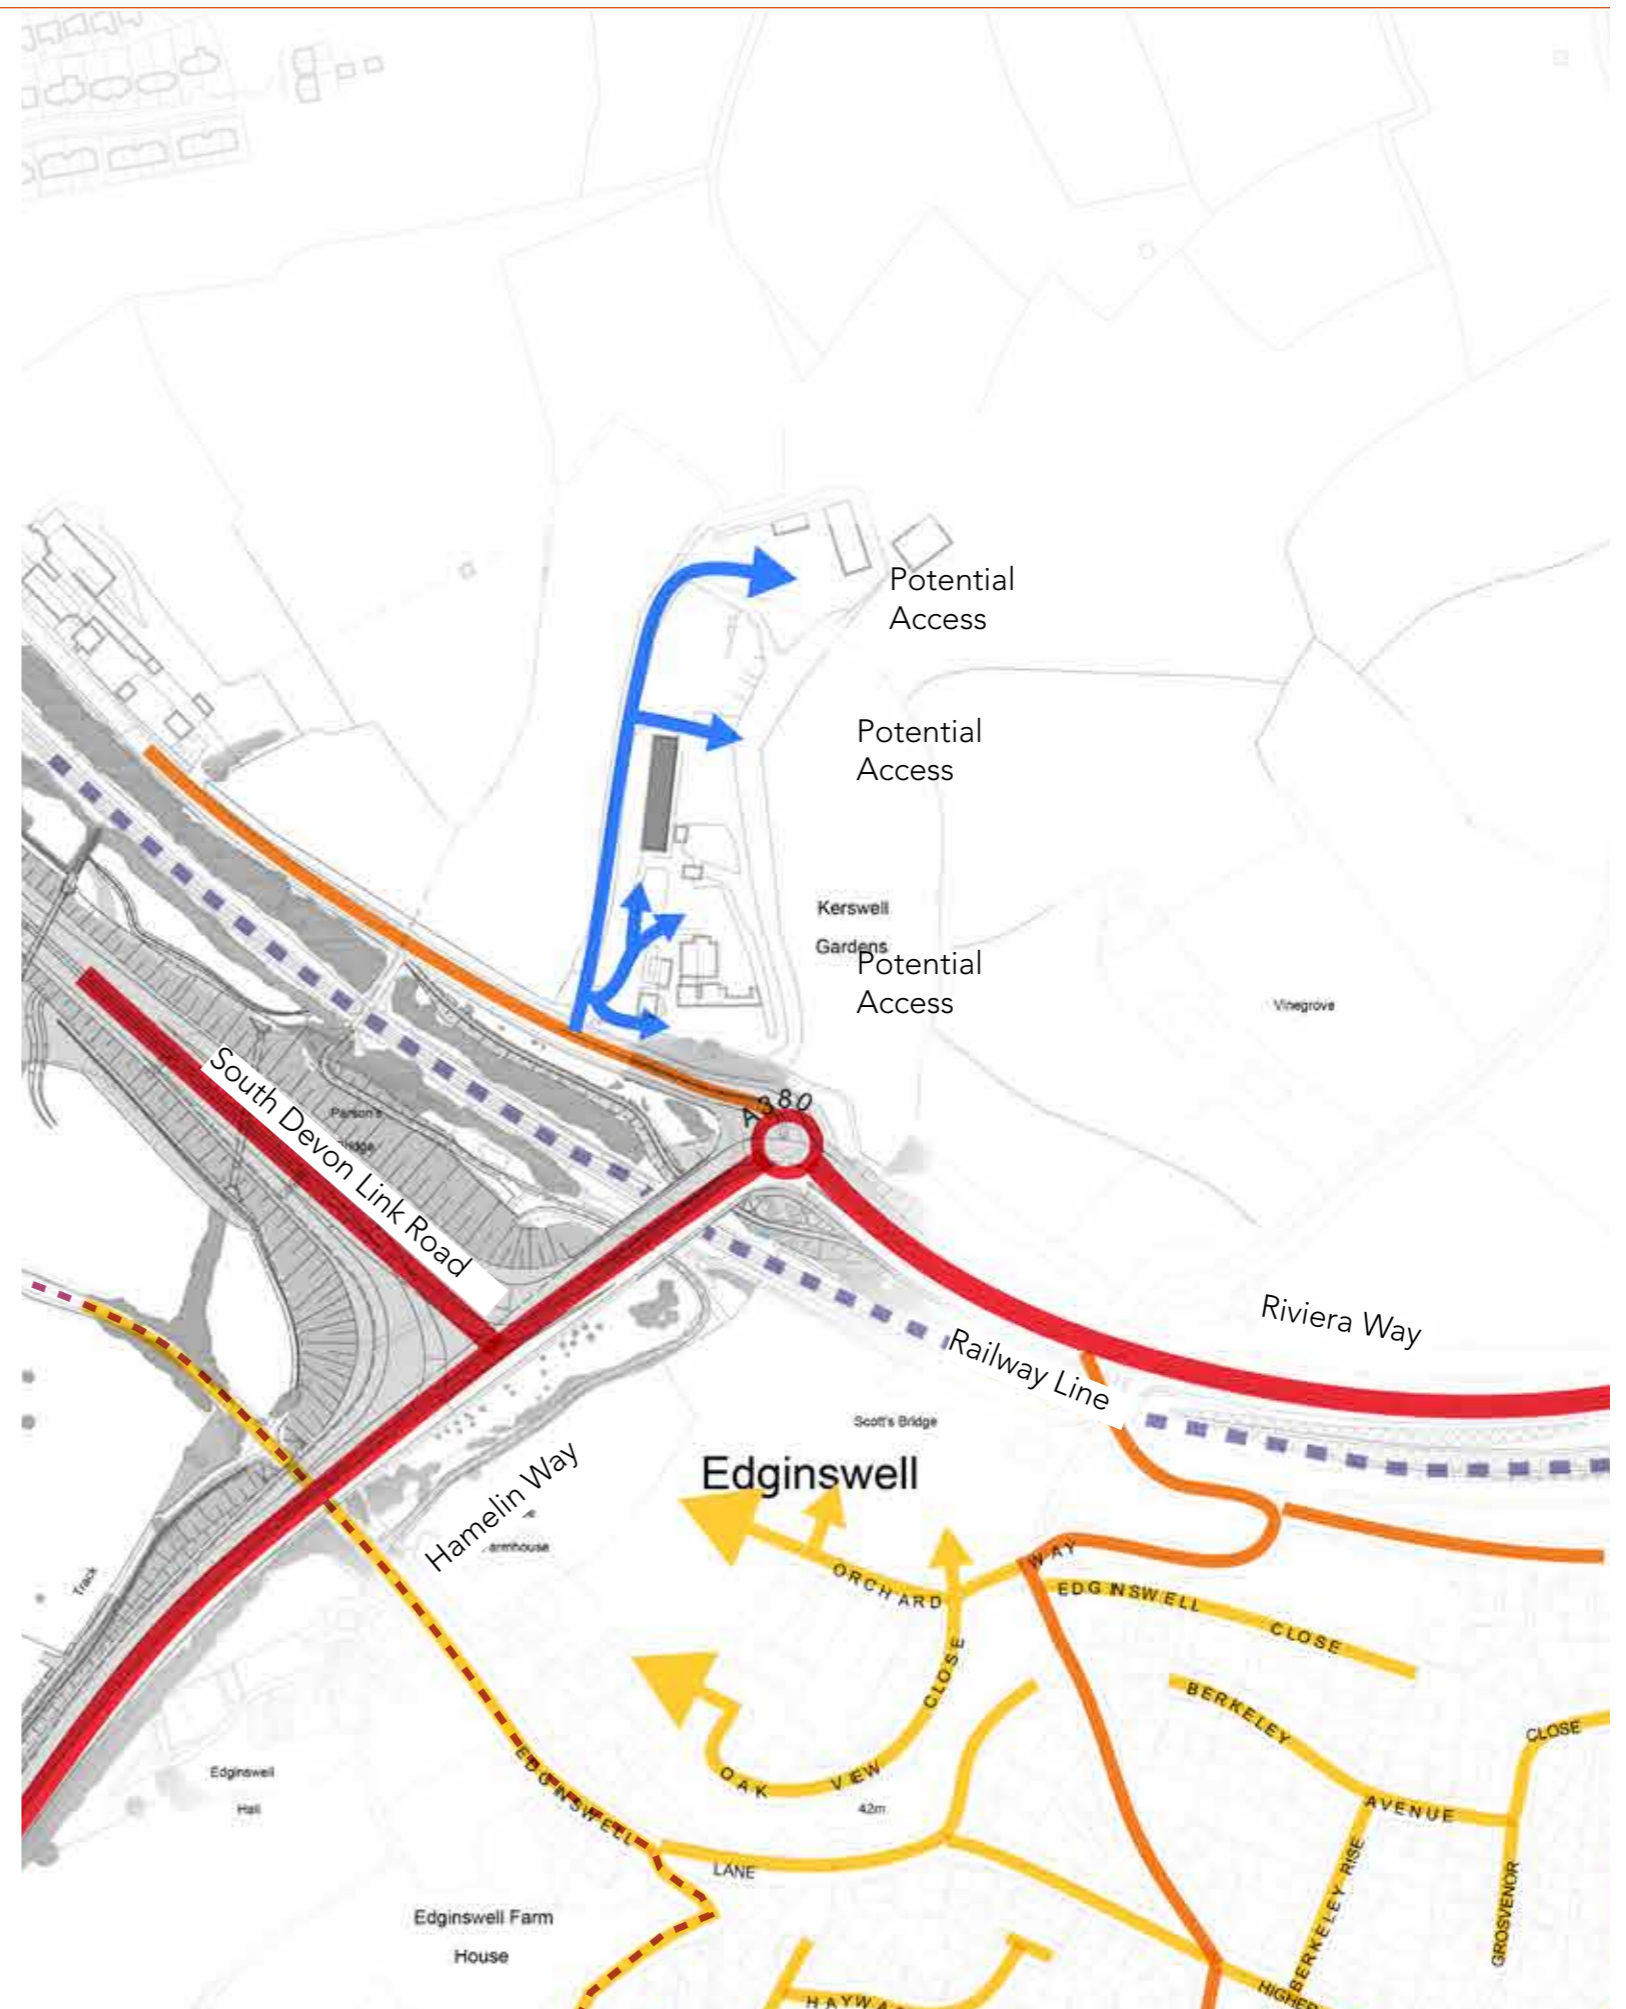 Potential
Access
Potential
Access
Kerswell
Gardens
Potential
Access
Vinegrove
A380
South Devon Link Road
Parson's
Riviera Way
Railway Line
Scott's Bridge
Edginswell
Hamelin Way
Track
ORCHARD
WAY
EDGINSWELL
CLOSE
CLOSE
BERKELEY
AVENUE
CLOSE
OAK
VIEW
42m
Edginswell
Hall
EDGINSWELL
LANE
BERKELEY RISE
GROSVENOR
Edginswell Farm
House
HIGHER